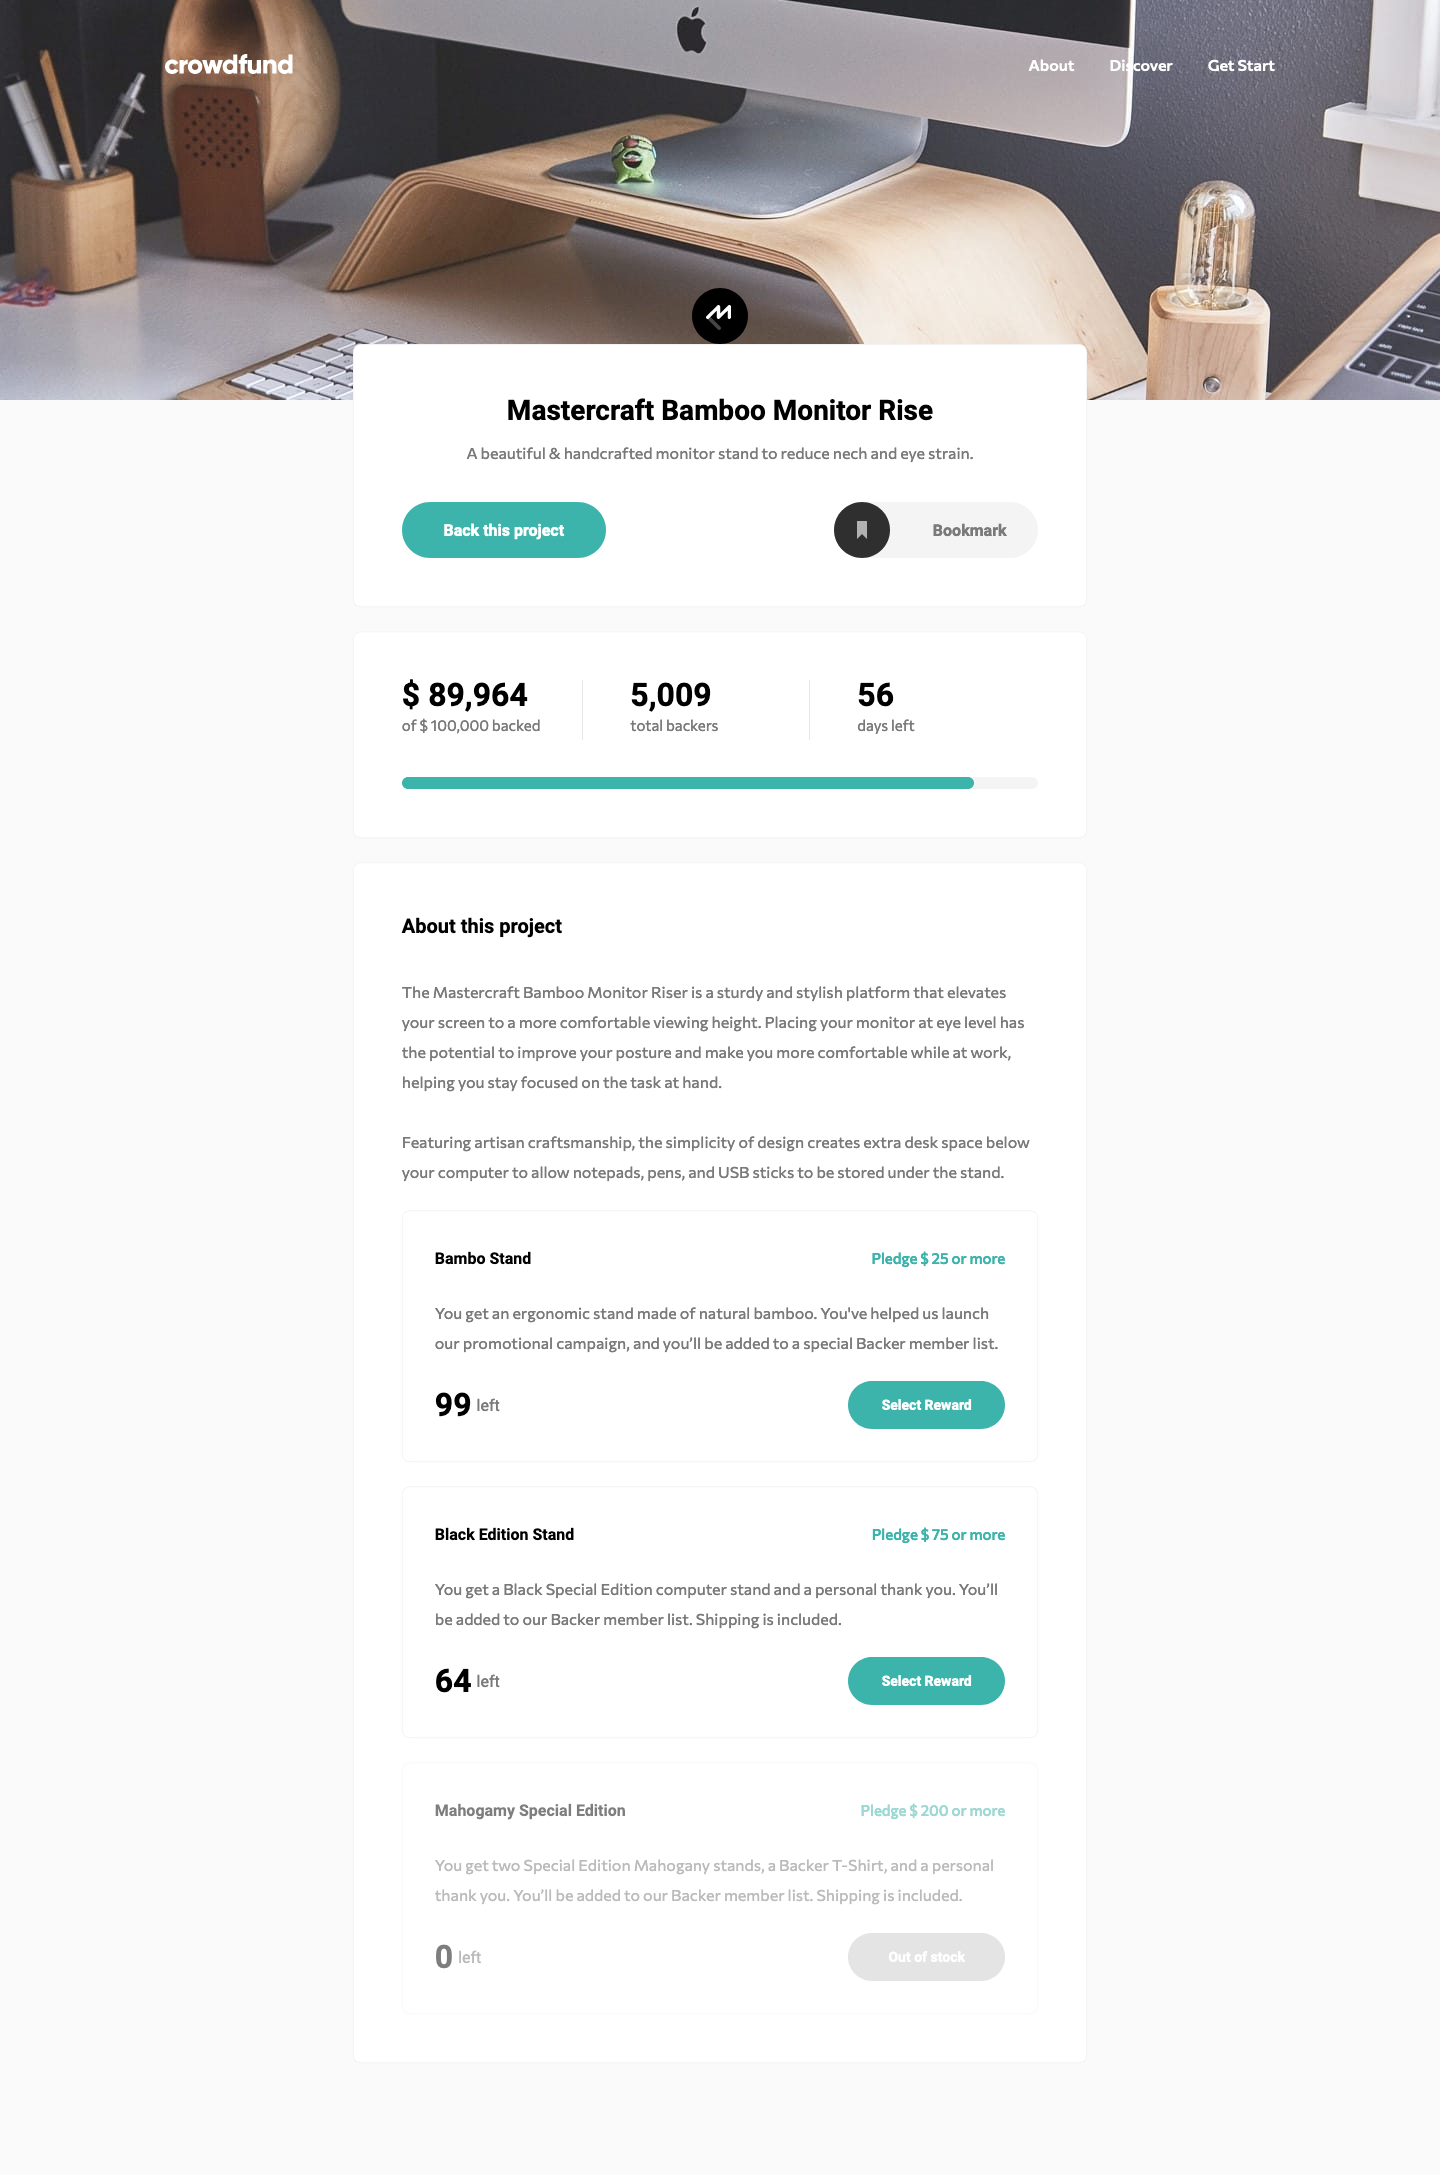 crowdfund
About Discover Get Start
Mastercraft Bamboo Monitor Rise
A beautiful & handcrafted monitor stand to reduce nech and eye strain.
Back this project Bookmark
$ 89,964 5,009 56
of $ 100,000 backed total backers days left
About this project
The Mastercraft Bamboo Monitor Riser is a sturdy and stylish platform that elevates
your screen to a more comfortable viewing height. Placing your monitor at eye level has
the potential to improve your posture and make you more comfortable while at work,
helping you stay focused on the task at hand.
Featuring artisan craftsmanship, the simplicity of design creates extra desk space below
your computer to allow notepads, pens, and USB sticks to be stored under the stand.
Bambo Stand Pledge $ 25 or more
You get an ergonomic stand made of natural bamboo. You've helped us launch
our promotional campaign, and you’ll be added to a special Backer member list.
99 left Select Reward
Black Edition Stand Pledge $ 75 or more
You get a Black Special Edition computer stand and a personal thank you. You’ll
be added to our Backer member list. Shipping is included.
64 left Select Reward
Mahogamy Special Edition Pledge $ 200 or more
You get two Special Edition Mahogany stands, a Backer T-Shirt, and a personal
thank you. You’ll be added to our Backer member list. Shipping is included.
0 left Out of stock